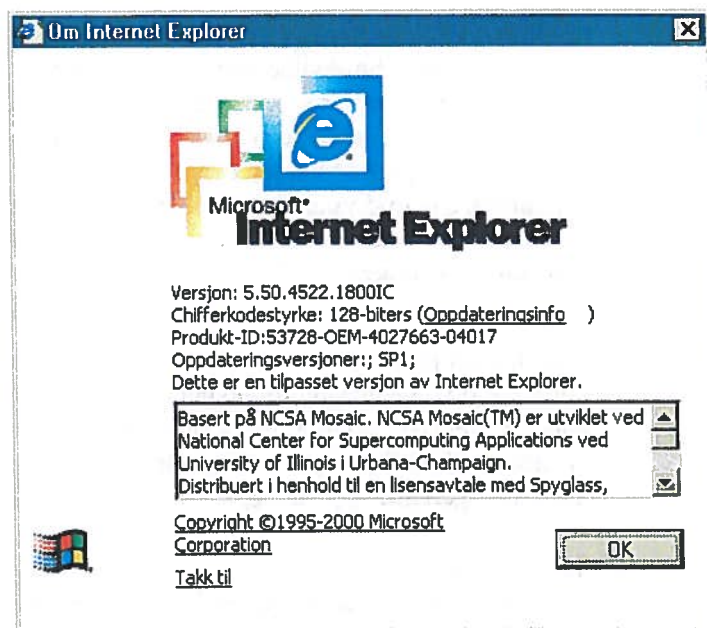 Om Internet Explorer
Microsoft®
Internet Explorer
Versjon: 5.50.4522.1800IC
Chifferkodestyrke: 128-biters (Oppdateringsinfo )
Produkt-ID:53728-OEM-4027663-04017
Oppdateringsversjoner:; SP1;
Dette er en tilpasset versjon av Internet Explorer.
Basert på NCSA Mosaic. NCSA Mosaic(TM) er utviklet ved
National Center for Supercomputing Applications ved
University of Illinois i Urbana-Champaign.
Distribuert i henhold til en lisensavtale med Spyglass,
Copyright ©1995-2000 Microsoft
Corporation
OK
Takk til